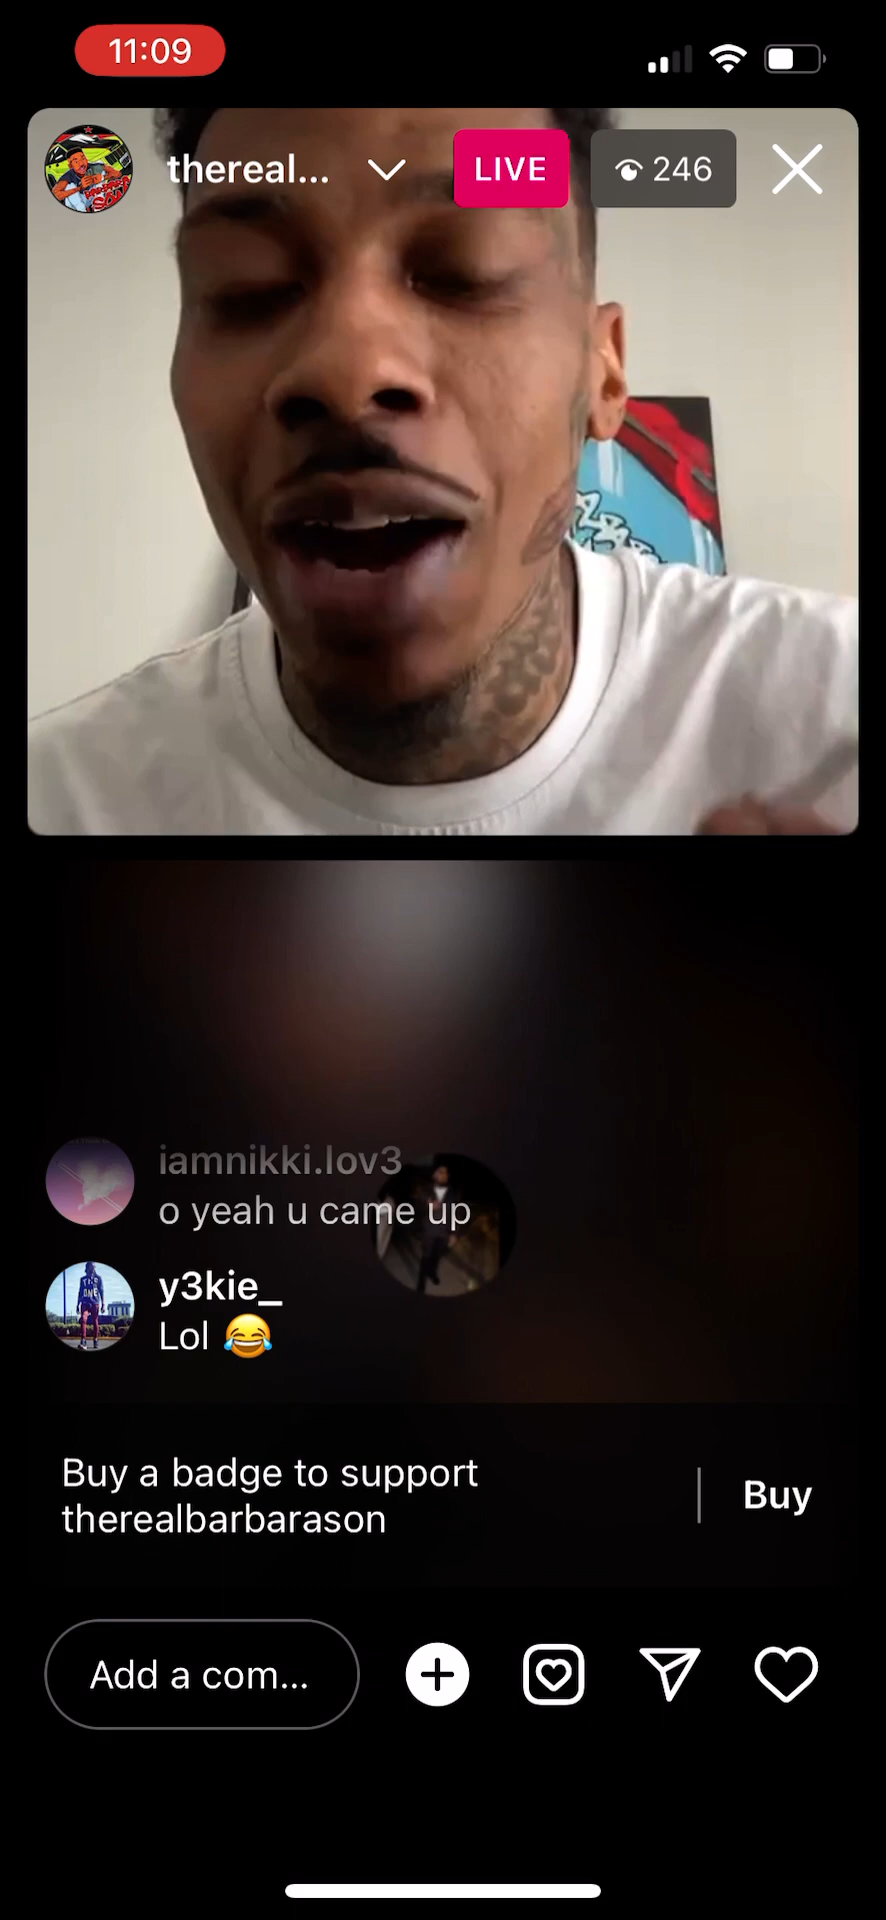 11:09
thereal...
LIVE
246
iamnikki.lov3
o yeah u came up
y3kie_
Lol 😂
Buy a badge to support
therealbarbarason
Buy
Add a com...